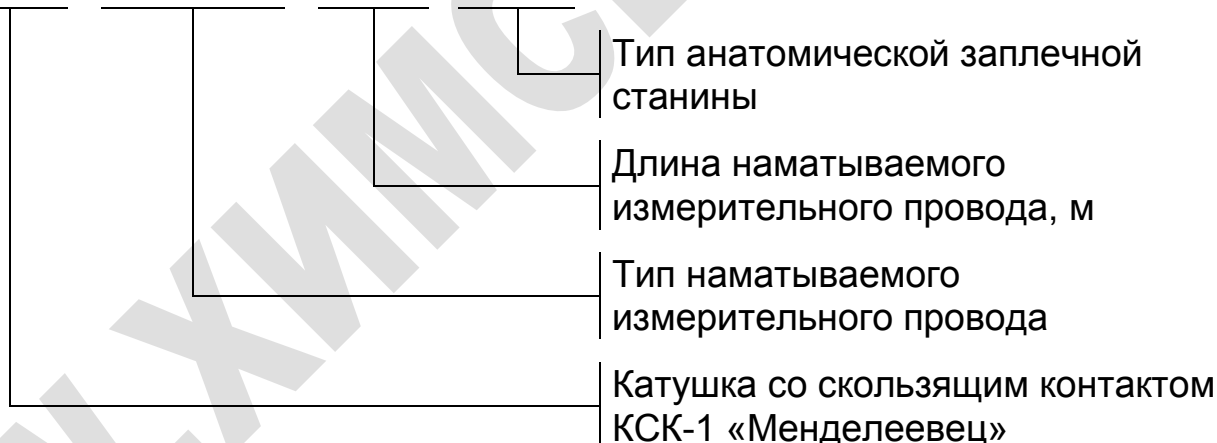 Тип анатомической заплечной
станины
Длина наматываемого
измерительного провода, м
Тип наматываемого
измерительного провода
Катушка со скользящим контактом
КСК-1 «Менделеевец»